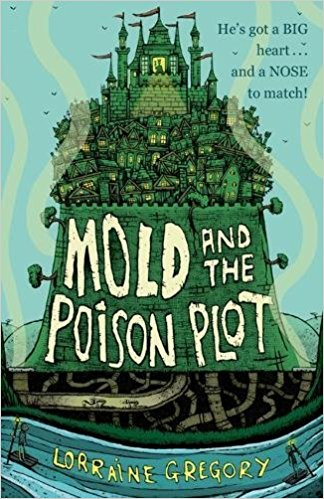 He's got a BIG
heart . . .
and a NOSE
to match!
MOLD AND
THE
POISON PLOT
LORRAINE GREGORY